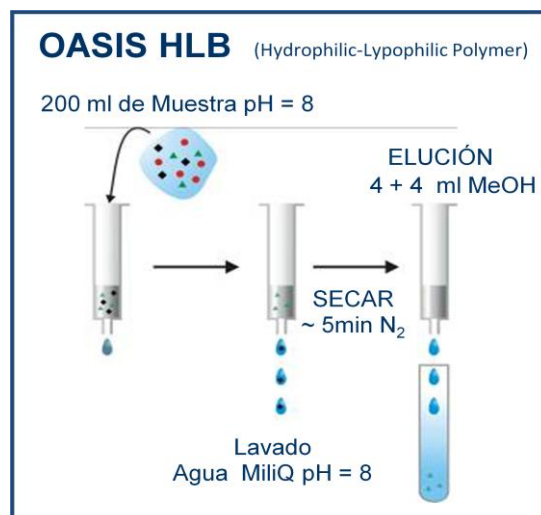 OASIS HLB (Hydrophilic-Lypophilic Polymer)
200 ml de Muestra pH = 8
ELUCIÓN
4 + 4 ml MeOH
SECAR
~ 5min N₂
Lavado
Agua MiliQ pH = 8